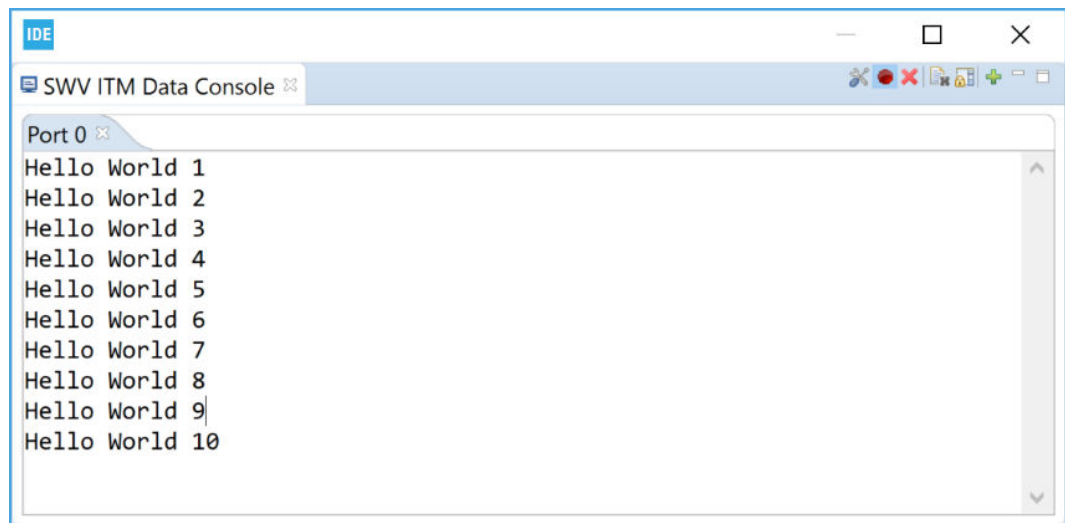 IDE
SWV ITM Data Console
Port 0
Hello World 1
Hello World 2
Hello World 3
Hello World 4
Hello World 5
Hello World 6
Hello World 7
Hello World 8
Hello World 9
Hello World 10